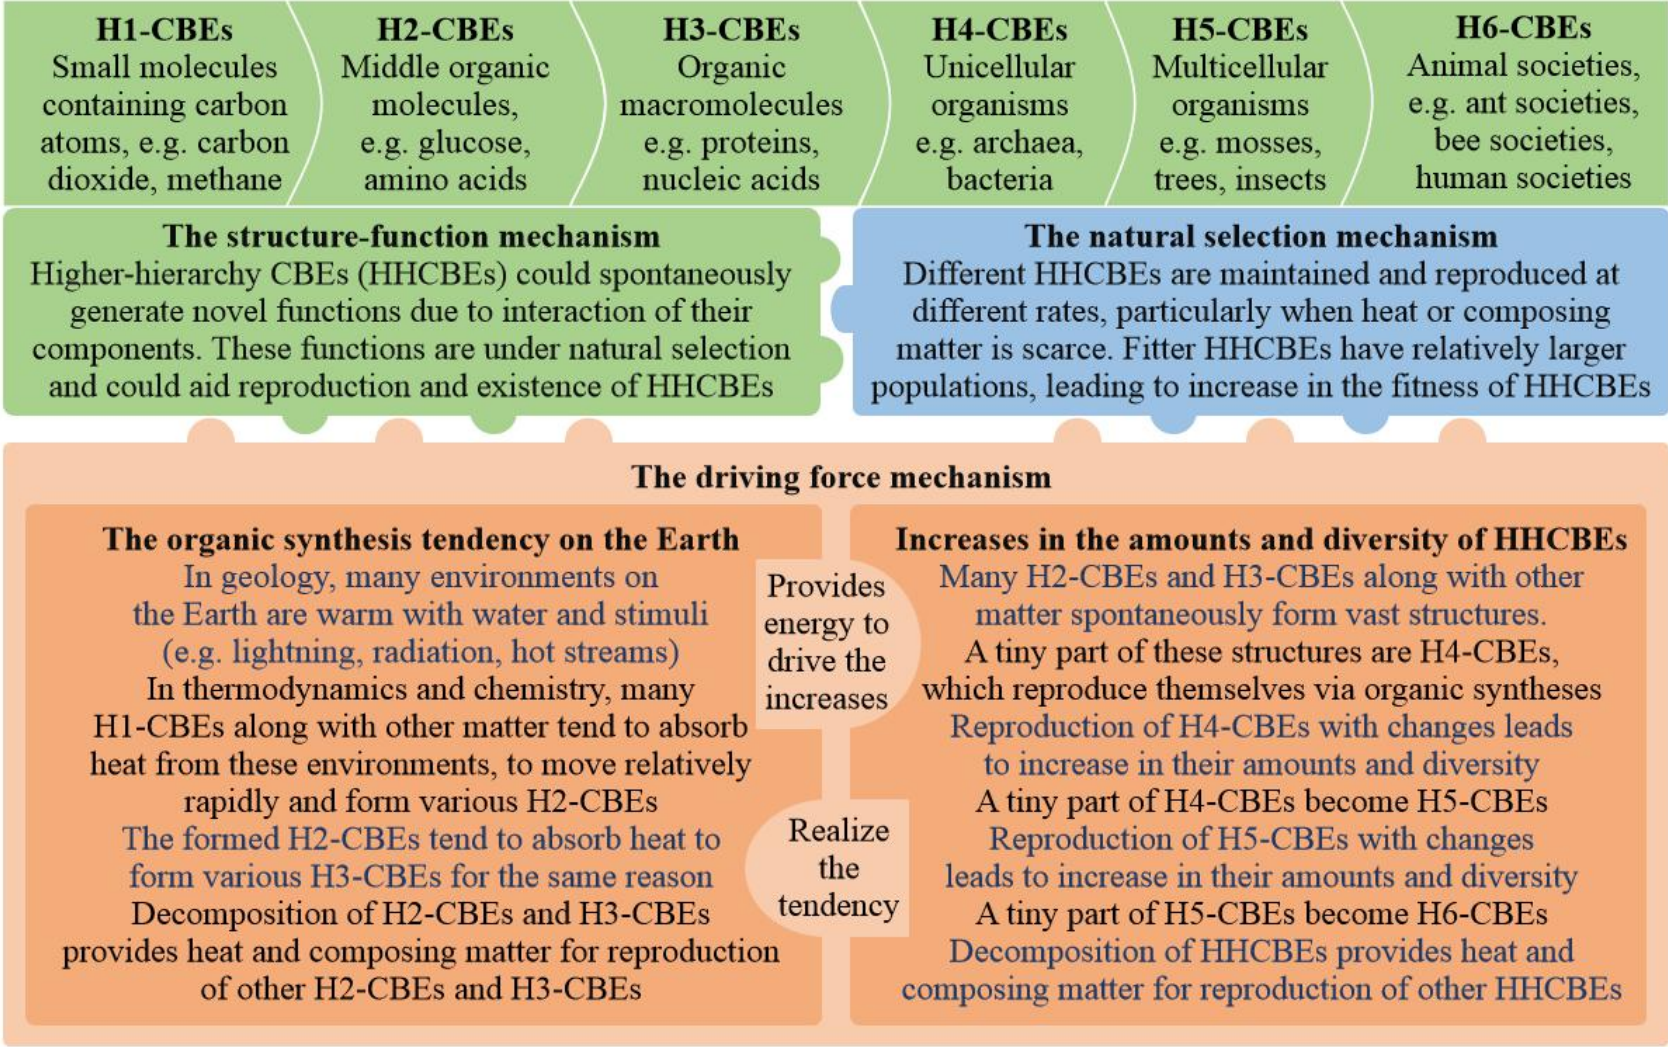 H1-CBEs
Small molecules
containing carbon
atoms, e.g. carbon
dioxide, methane
H2-CBEs
Middle organic
molecules,
e.g. glucose,
amino acids
H3-CBEs
Organic
macromolecules
e.g. proteins,
nucleic acids
H4-CBEs
Unicellular
organisms
e.g. archaea,
bacteria
H5-CBEs
Multicellular
organisms
e.g. mosses,
trees, insects
H6-CBEs
Animal societies,
e.g. ant societies,
bee societies,
human societies
The structure-function mechanism
Higher-hierarchy CBEs (HHCBEs) could spontaneously
generate novel functions due to interaction of their
components. These functions are under natural selection
and could aid reproduction and existence of HHCBEs
The natural selection mechanism
Different HHCBEs are maintained and reproduced at
different rates, particularly when heat or composing
matter is scarce. Fitter HHCBEs have relatively larger
populations, leading to increase in the fitness of HHCBEs
The driving force mechanism
The organic synthesis tendency on the Earth
In geology, many environments on
the Earth are warm with water and stimuli
(e.g. lightning, radiation, hot streams)
In thermodynamics and chemistry, many
H1-CBEs along with other matter tend to absorb
heat from these environments, to move relatively
rapidly and form various H2-CBEs
The formed H2-CBEs tend to absorb heat to
form various H3-CBEs for the same reason
Decomposition of H2-CBEs and H3-CBEs
provides heat and composing matter for reproduction
of other H2-CBEs and H3-CBEs
Provides
energy to
drive the
increases
Realize
the
tendency
Increases in the amounts and diversity of HHCBEs
Many H2-CBEs and H3-CBEs along with other
matter spontaneously form vast structures.
A tiny part of these structures are H4-CBEs,
which reproduce themselves via organic syntheses
Reproduction of H4-CBEs with changes leads
to increase in their amounts and diversity
A tiny part of H4-CBEs become H5-CBEs
Reproduction of H5-CBEs with changes
leads to increase in their amounts and diversity
A tiny part of H5-CBEs become H6-CBEs
Decomposition of HHCBEs provides heat and
composing matter for reproduction of other HHCBEs